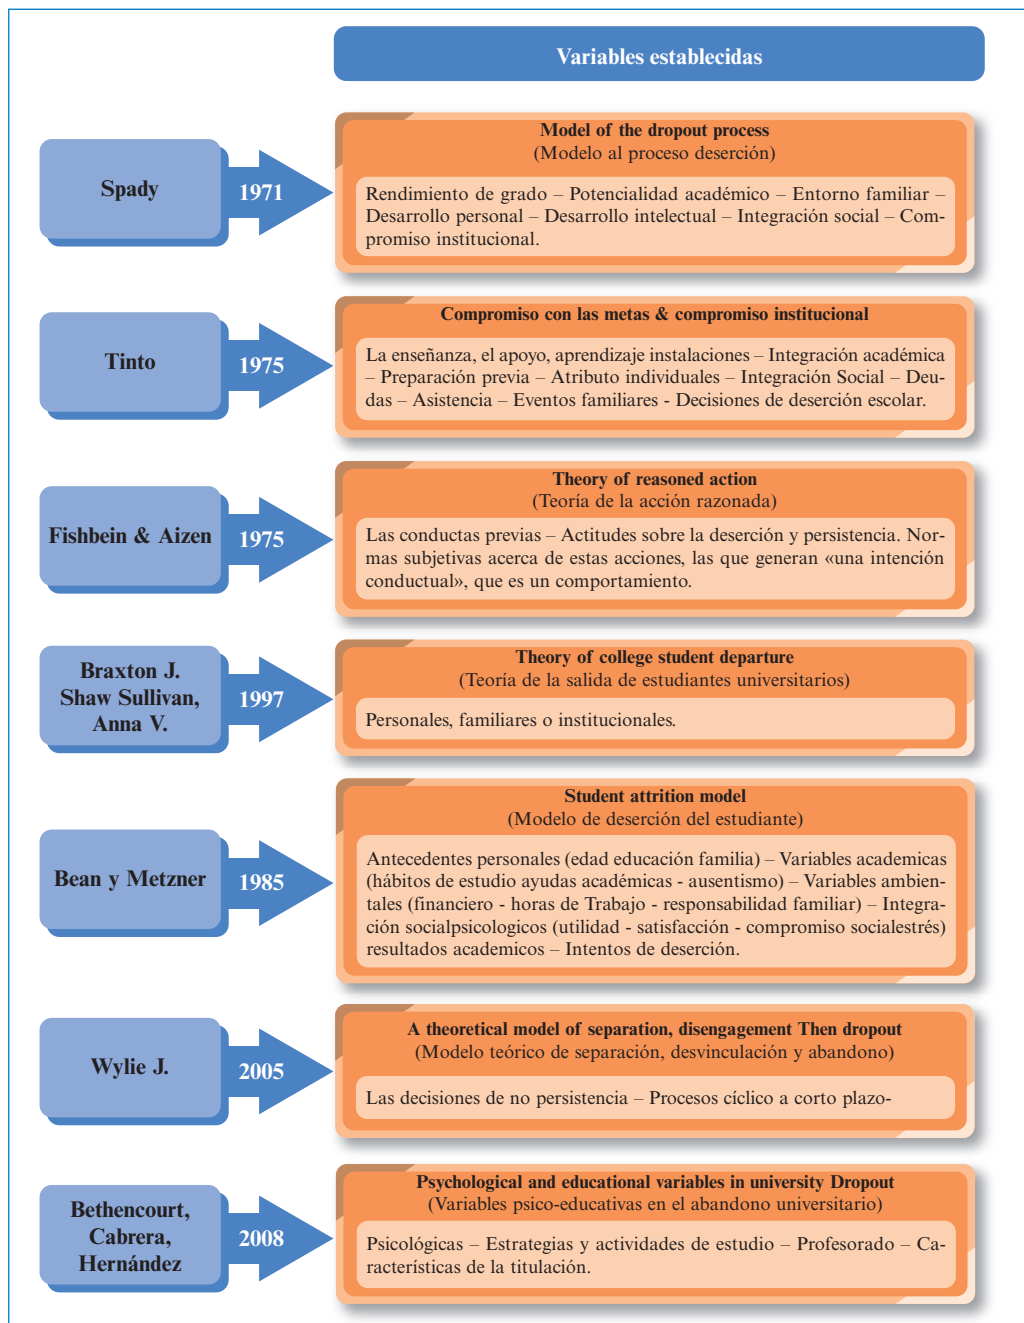 Variables establecidas
Spady
1971
Model of the dropout process
(Modelo al proceso deserción)
Rendimiento de grado – Potencialidad académico – Entorno familiar –
Desarrollo personal – Desarrollo intelectual – Integración social – Com-
promiso institucional.
Tinto
1975
Compromiso con las metas & compromiso institucional
La enseñanza, el apoyo, aprendizaje instalaciones – Integración académica
– Preparación previa – Atributo individuales – Integración Social – Deu-
das – Asistencia – Eventos familiares - Decisiones de deserción escolar.
Fishbein & Aizen
1975
Theory of reasoned action
(Teoría de la acción razonada)
Las conductas previas – Actitudes sobre la deserción y persistencia. Nor-
mas subjetivas acerca de estas acciones, las que generan «una intención
conductual», que es un comportamiento.
Braxton J.
Shaw Sullivan,
Anna V.
1997
Theory of college student departure
(Teoría de la salida de estudiantes universitarios)
Personales, familiares o institucionales.
Bean y Metzner
1985
Student attrition model
(Modelo de deserción del estudiante)
Antecedentes personales (edad educación familia) – Variables academicas
(hábitos de estudio ayudas académicas - ausentismo) – Variables ambien-
tales (financiero - horas de Trabajo - responsabilidad familiar) – Integra-
ción socialpsicologicos (utilidad - satisfacción - compromiso socialestrés)
resultados academicos – Intentos de deserción.
Wylie J.
2005
A theoretical model of separation, disengagement Then dropout
(Modelo teórico de separación, desvinculación y abandono)
Las decisiones de no persistencia – Procesos cíclico a corto plazo-
Bethencourt,
Cabrera,
Hernández
2008
Psychological and educational variables in university Dropout
(Variables psico-educativas en el abandono universitario)
Psicológicas – Estrategias y actividades de estudio – Profesorado – Ca-
racterísticas de la titulación.